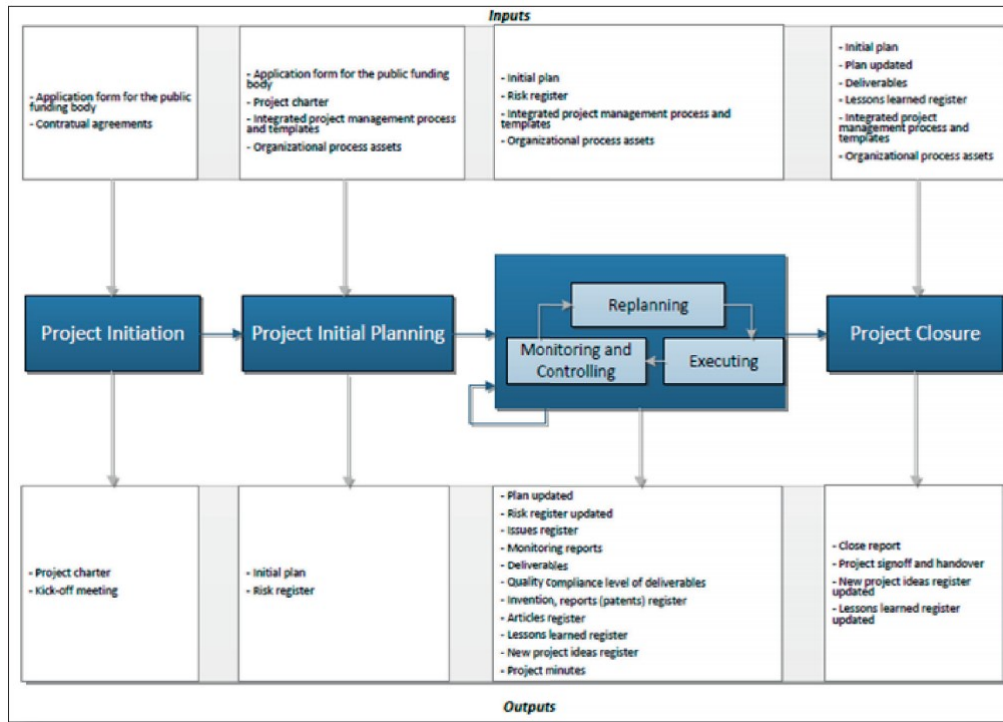 Inputs
- Application form for the public
funding body
- Contratual agreements
- Application form for the public funding
body
- Project charter
- Integrated project management process
and templates
- Organizational process assets
- Initial plan
- Risk register
- Integrated project management process and
templates
- Organizational process assets
- Initial plan
- Plan updated
- Deliverables
- Lessons learned register
- Integrated project
management process and
templates
- Organizational process assets
Project Initiation
Project Initial Planning
Replanning
Monitoring and
Controlling
Executing
Project Closure
- Project charter
- Kick-off meeting
- Initial plan
- Risk register
- Plan updated
- Risk register updated
- Issues register
- Monitoring reports
- Deliverables
- Quality compliance level of deliverables
- Invention, reports (patents) register
- Articles register
- Lessons learned register
- New project ideas register
- Project minutes
- Close report
- Project signoff and handover
- New project ideas register
updated
- Lessons learned register
updated
Outputs